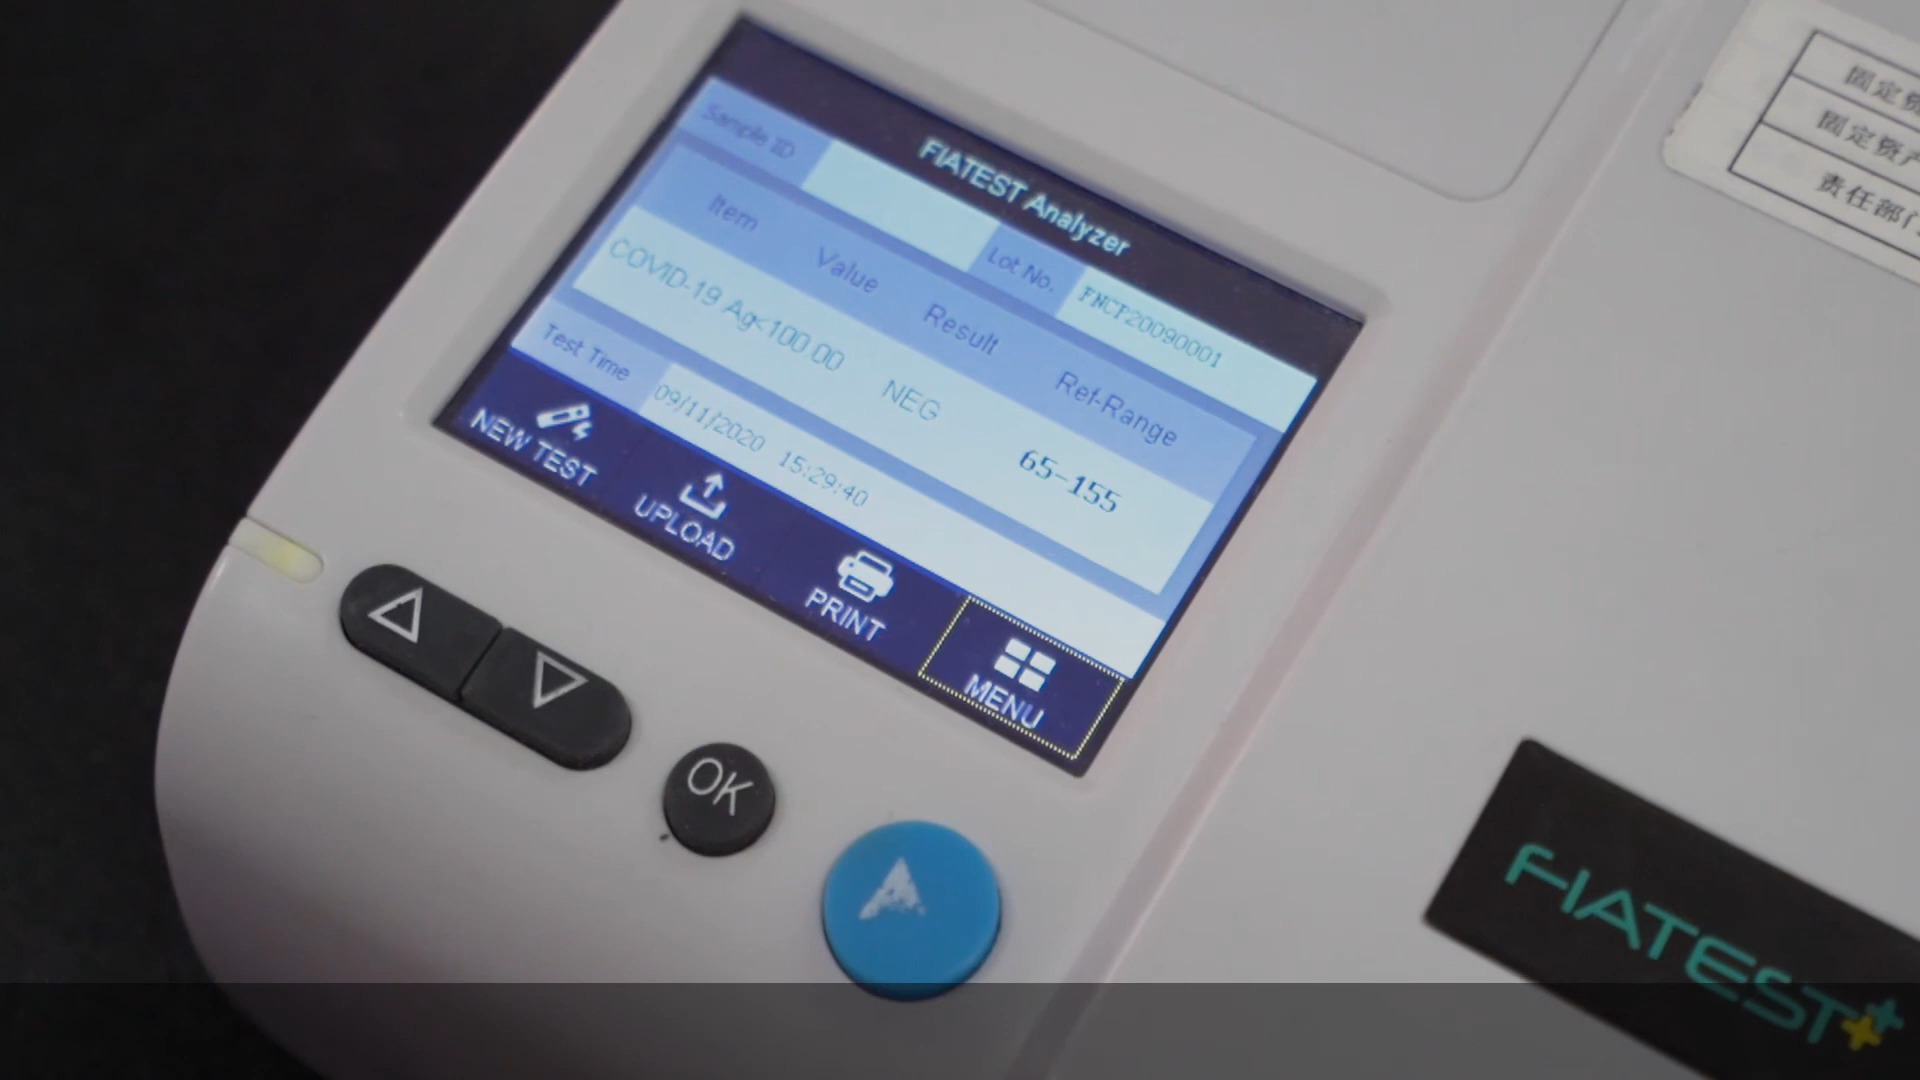 FIATEST Analyzer
Sample ID
Lot No. FNCP20090001
Item Value Result Ref-Range
COVID-19 Ag<100.00 NEG 65-155
Test Time 09/11/2020 15:29:40
NEW TEST UPLOAD PRINT MENU
OK
固定资
固定资产
责任部门
FIATEST